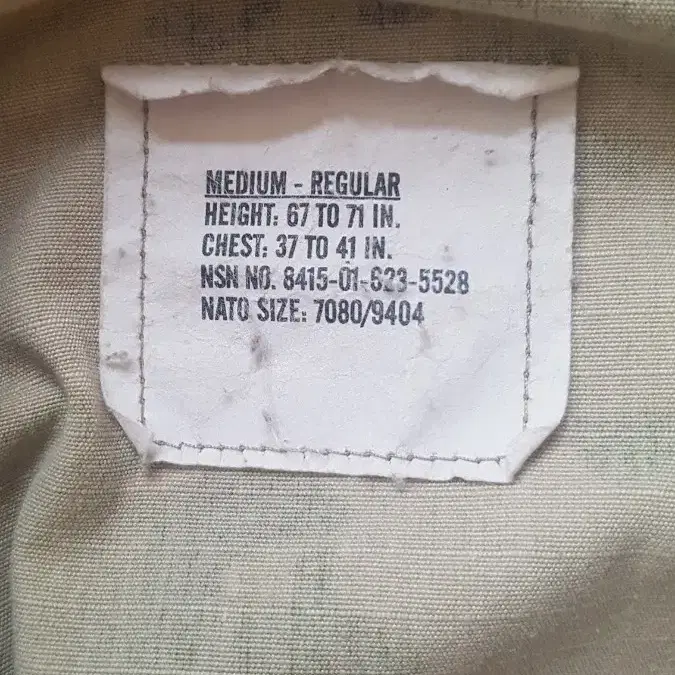 MEDIUM - REGULAR
HEIGHT: 67 TO 71 IN.
CHEST: 37 TO 41 IN.
NSN NO. 8415-01-623-5528
NATO SIZE: 7080/9404